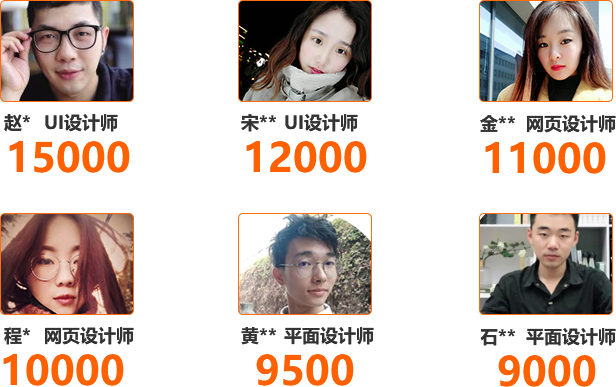 赵* UI设计师
15000
宋** UI设计师
12000
金** 网页设计师
11000
程* 网页设计师
10000
黄** 平面设计师
9500
石** 平面设计师
9000